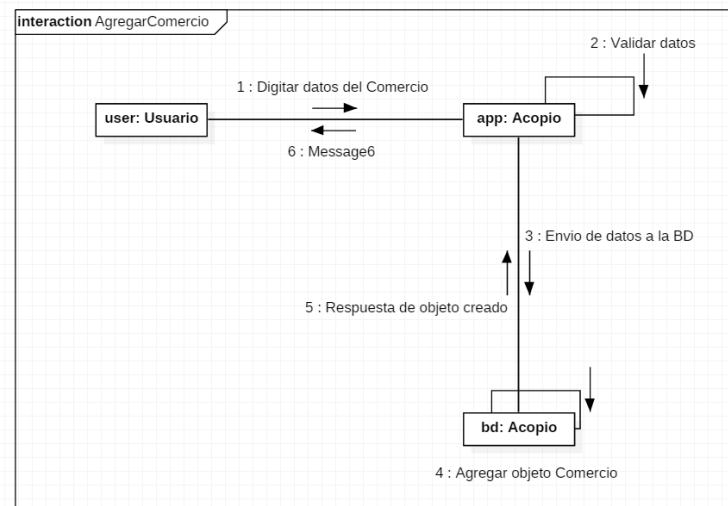 interaction AgregarComercio
2 : Validar datos
1 : Digitar datos del Comercio
user: Usuario
app: Acopio
6 : Message6
3 : Envio de datos a la BD
5 : Respuesta de objeto creado
bd: Acopio
4 : Agregar objeto Comercio